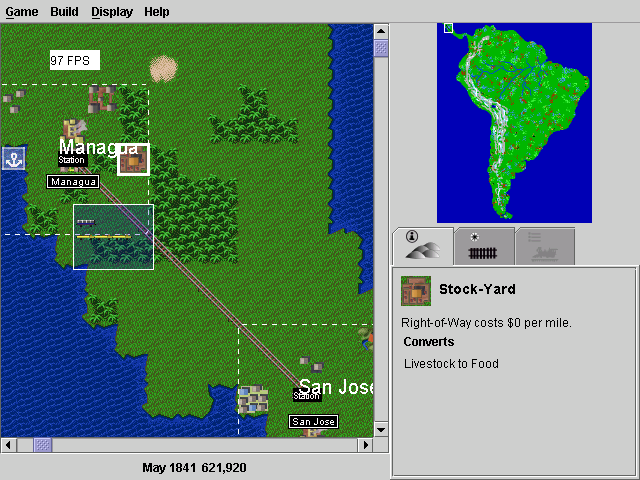 Game Build Display Help
97 FPS
Managua
Station
Managua
San Jose
Station
San Jose
Stock-Yard
Right-of-Way costs $0 per mile.
Converts
Livestock to Food
May 1841 621,920